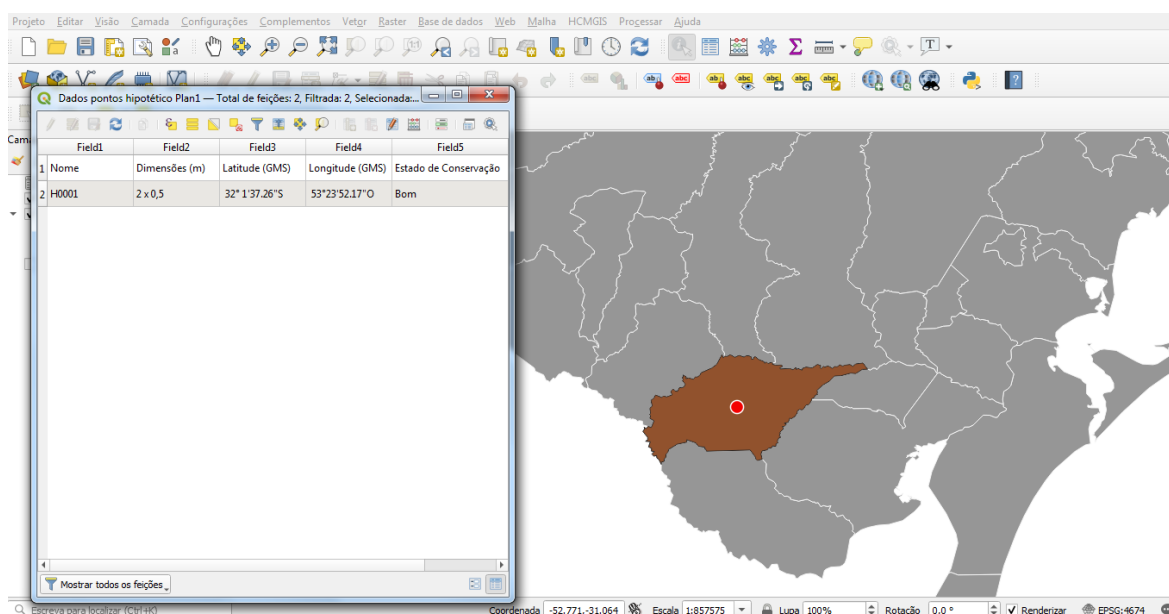 Projeto Editar Visão Camada Configurações Complementos Vetor Raster Base de dados Web Malha HCMGIS Processar Ajuda
Dados pontos hipotético Plan1 — Total de feições: 2, Filtrada: 2, Selecionada:...
Field1 Field2 Field3 Field4 Field5
1 Nome Dimensões (m) Latitude (GMS) Longitude (GMS) Estado de Conservação
2 H0001 2 x 0,5 32° 1'37.26"S 53°23'52.17"O Bom
Mostrar todos os feições
Escreva para localizar (Ctrl+K) Coordenada -52.771,-31.064 Escala 1:857575 Lupa 100% Rotação 0,0 ° Renderizar EPSG:4674